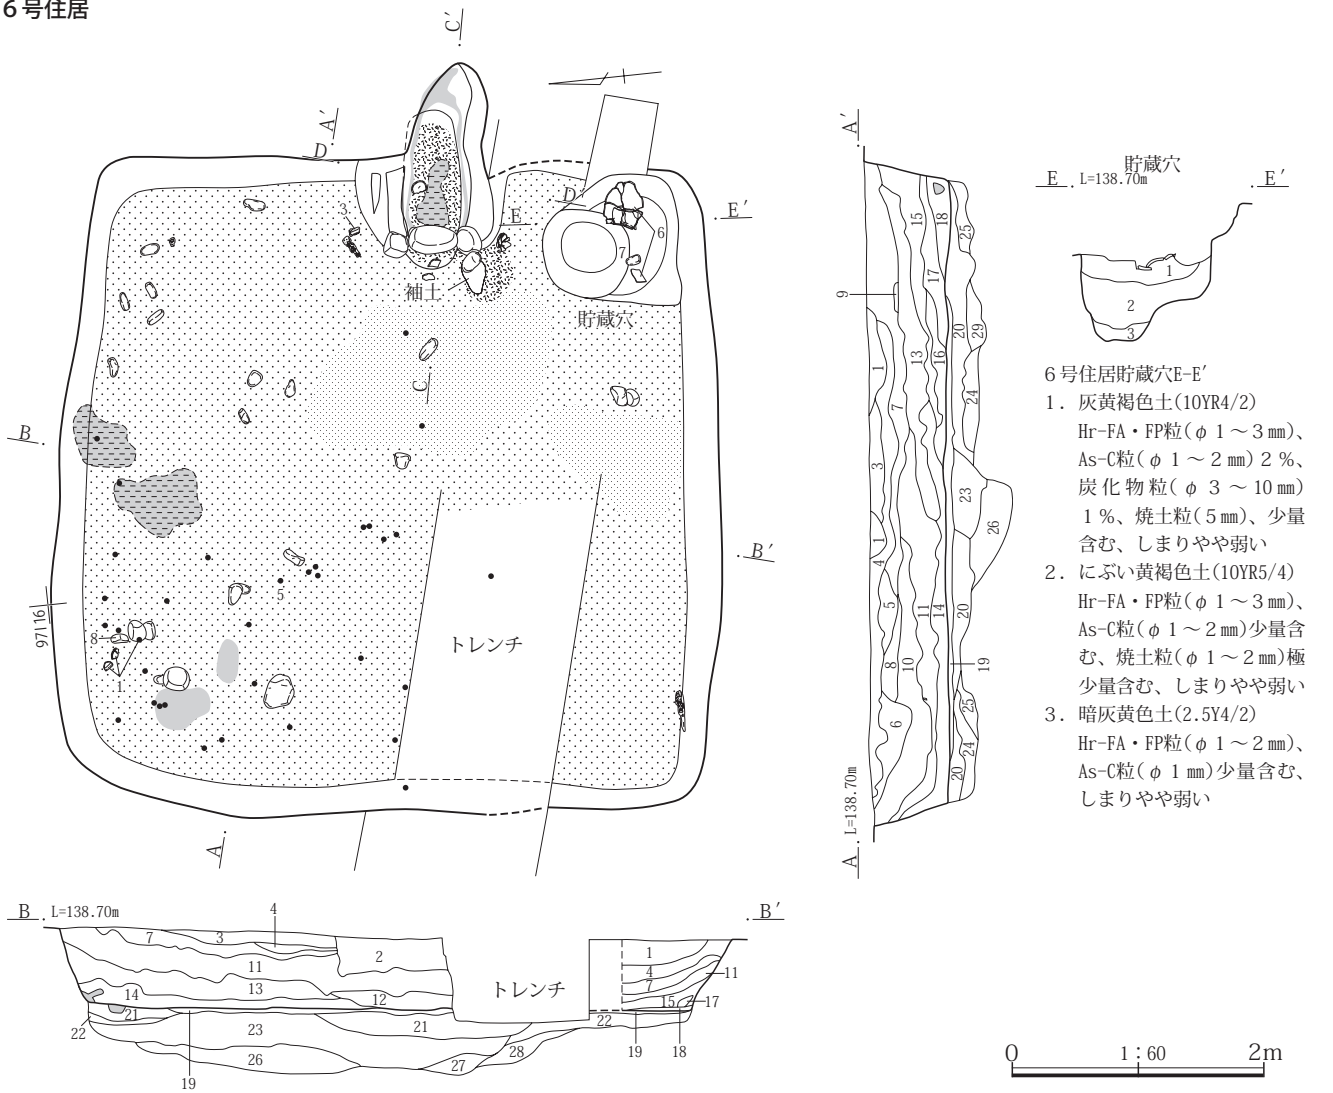 ６号住居
C′
A′
D
3
D′
E
E′
6
7
袖土
貯蔵穴
C
B
B′
5
トレンチ
97I16
8
1
A
A′
15
18
25
17
9
20
29
13
16
1
7
24
3
23
26
1
4
5
11
14
20
8
10
19
6
25
24
20
A L=138.70m
貯蔵穴
E L=138.70m E′
1
2
3
６号住居貯蔵穴E-E′
１．灰黄褐色土(10YR4/2)
Hr-FA・FP粒(φ１～３㎜)、
As-C粒(φ１～２㎜)２％、
炭化物粒(φ３～10㎜)
１％、焼土粒(５㎜)、少量
含む、しまりやや弱い
２．にぶい黄褐色土(10YR5/4)
Hr-FA・FP粒(φ１～３㎜)、
As-C粒(φ１～２㎜)少量含
む、焼土粒(φ１～２㎜)極
少量含む、しまりやや弱い
３．暗灰黄色土(2.5Y4/2)
Hr-FA・FP粒(φ１～２㎜)、
As-C粒(φ１㎜)少量含む、
しまりやや弱い
B L=138.70m B′
4
7
3
2
1
11
4
11
13
7
14
12
トレンチ
15
17
21
22
23
21
22
26
28
19
18
27
19
0 1：60 2m